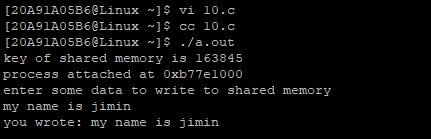 [20A91A05B6@Linux ~]$ vi 10.c
[20A91A05B6@Linux ~]$ cc 10.c
[20A91A05B6@Linux ~]$ ./a.out
key of shared memory is 163845
process attached at 0xb77e1000
enter some data to write to shared memory
my name is jimin
you wrote: my name is jimin